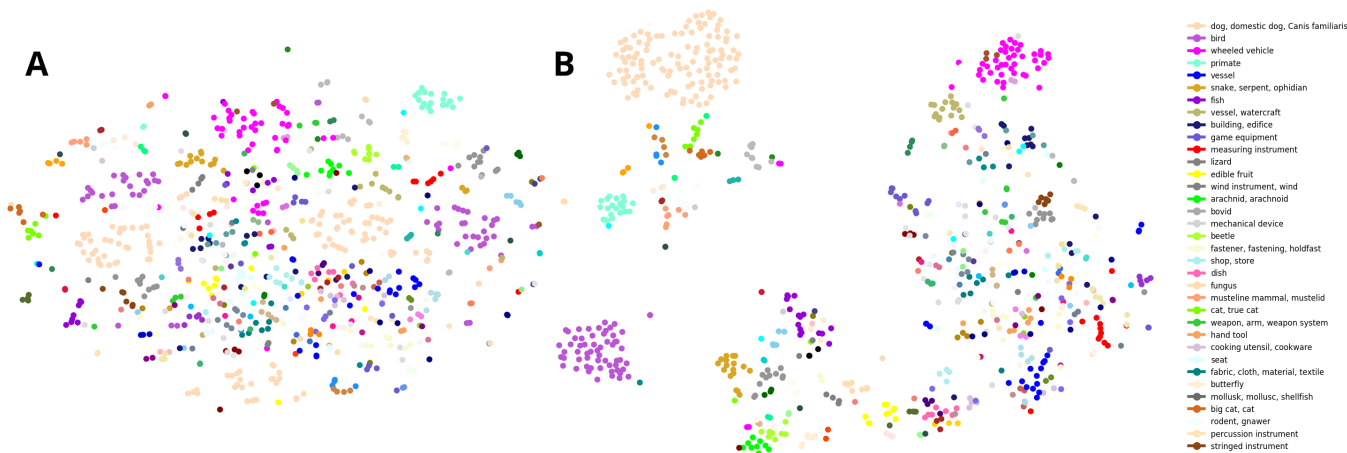 A
B
dog, domestic dog, Canis familiaris
bird
wheeled vehicle
primate
vessel
snake, serpent, ophidian
fish
vessel, watercraft
building, edifice
game equipment
measuring instrument
lizard
edible fruit
wind instrument, wind
arachnid, arachnoid
bovid
mechanical device
beetle
fastener, fastening, holdfast
shop, store
dish
fungus
musteline mammal, mustelid
cat, true cat
weapon, arm, weapon system
hand tool
cooking utensil, cookware
seat
fabric, cloth, material, textile
butterfly
mollusk, mollusc, shellfish
big cat, cat
rodent, gnawer
percussion instrument
stringed instrument